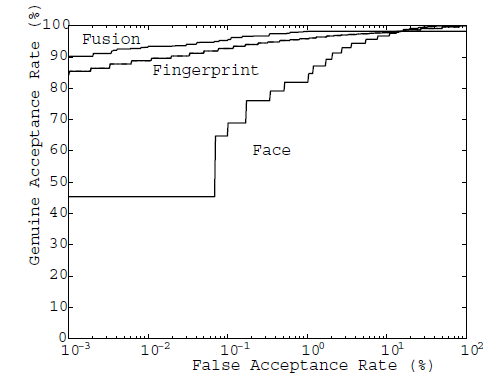 Genuine Acceptance Rate (%)
100
90
80
70
60
50
40
30
20
10
0
Fusion
Fingerprint
Face
10^-3 10^-2 10^-1 10^0 10^1 10^2
False Acceptance Rate (%)